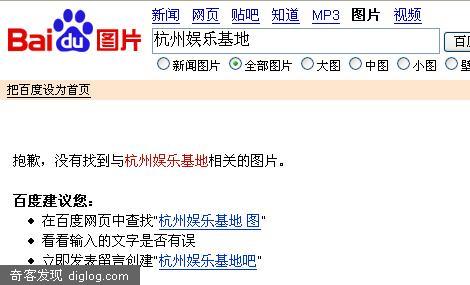 新闻 网页 贴吧 知道 MP3 图片 视频
Bai du 图片
杭州娱乐基地
百度
新闻图片 全部图片 大图 中图 小图 壁
把百度设为首页
抱歉，没有找到与杭州娱乐基地相关的图片。
百度建议您：
在百度网页中查找"杭州娱乐基地 图"
看看输入的文字是否有误
立即发表留言创建"杭州娱乐基地吧"
奇客发现 diglog.com